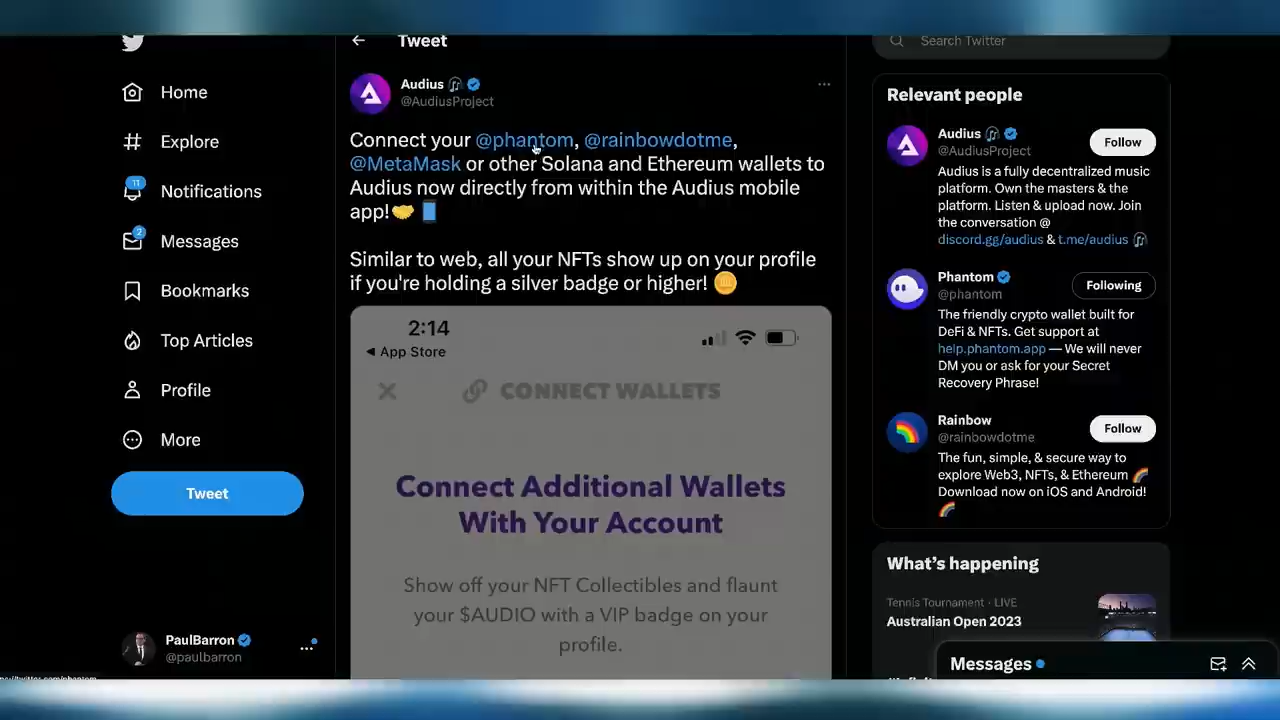 Home
Explore
11
Notifications
2
Messages
Bookmarks
Top Articles
Profile
More
Tweet
PaulBarron
@paulbarron
Tweet
Audius
@AudiusProject
Connect your @phantom, @rainbowdotme,
@MetaMask or other Solana and Ethereum wallets to
Audius now directly from within the Audius mobile
app!
Similar to web, all your NFTs show up on your profile
if you're holding a silver badge or higher!
2:14
App Store
CONNECT WALLETS
Connect Additional Wallets
With Your Account
Show off your NFT Collectibles and flaunt
your $AUDIO with a VIP badge on your
profile.
Search Twitter
Relevant people
Audius
@AudiusProject
Follow
Audius is a fully decentralized music
platform. Own the masters & the
platform. Listen & upload now. Join
the conversation @
discord.gg/audius & t.me/audius
Phantom
@phantom
Following
The friendly crypto wallet built for
DeFi & NFTs. Get support at
help.phantom.app — We will never
DM you or ask for your Secret
Recovery Phrase!
Rainbow
@rainbowdotme
Follow
The fun, simple, & secure way to
explore Web3, NFTs, & Ethereum
Download now on iOS and Android!
What's happening
Tennis Tournament · LIVE
Australian Open 2023
Messages